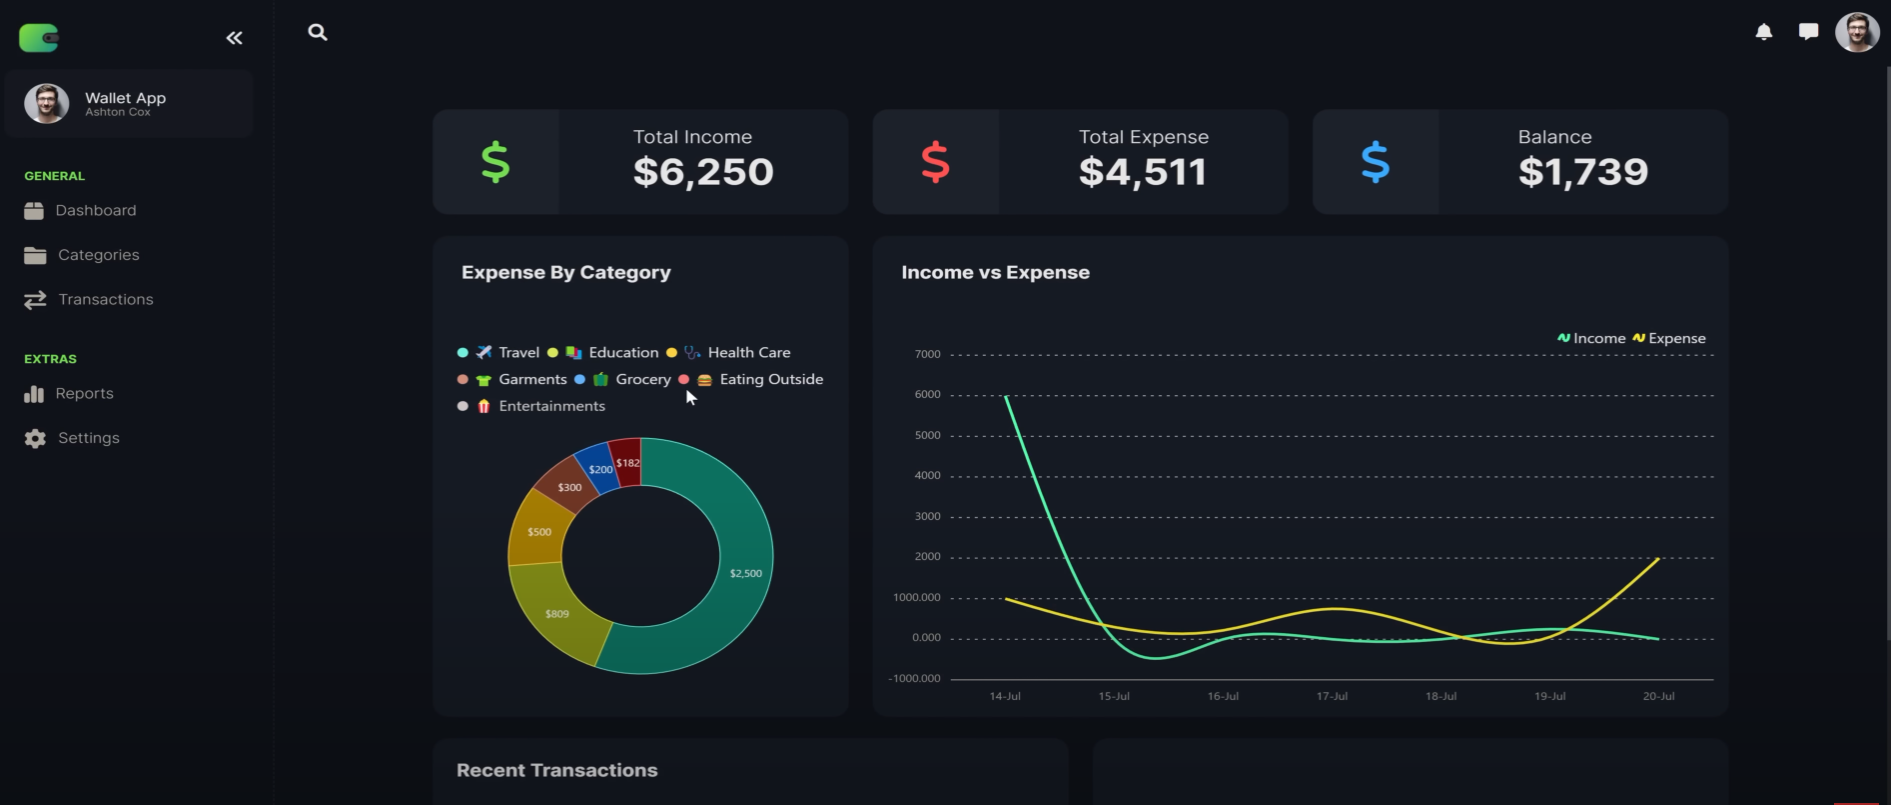 Wallet App
Ashton Cox
GENERAL
Dashboard
Categories
Transactions
EXTRAS
Reports
Settings
Total Income
$6,250
Total Expense
$4,511
Balance
$1,739
Expense By Category
Travel Education Health Care
Garments Grocery Eating Outside
Entertainments
$182
$200
$300
$500
$2,500
$809
Income vs Expense
Income Expense
7000
6000
5000
4000
3000
2000
1000.000
0.000
-1000.000
14-Jul 15-Jul 16-Jul 17-Jul 18-Jul 19-Jul 20-Jul
Recent Transactions